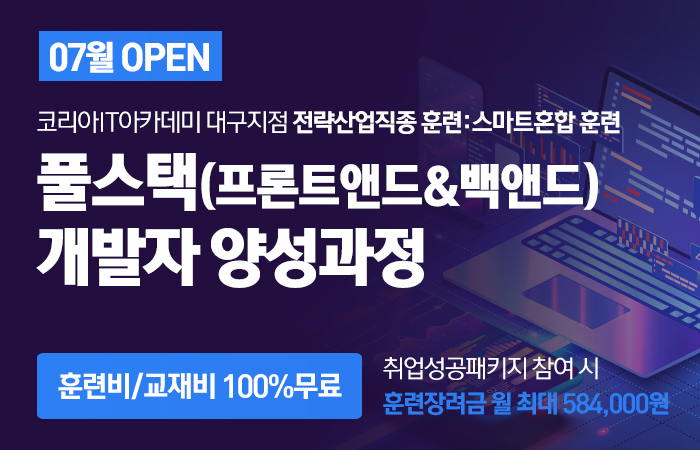 07월 OPEN
코리아IT아카데미 대구지점 전략산업직종 훈련:스마트혼합 훈련
풀스택(프론트앤드&백앤드)
개발자 양성과정
훈련비/교재비 100%무료
취업성공패키지 참여 시
훈련장려금 월 최대 584,000원